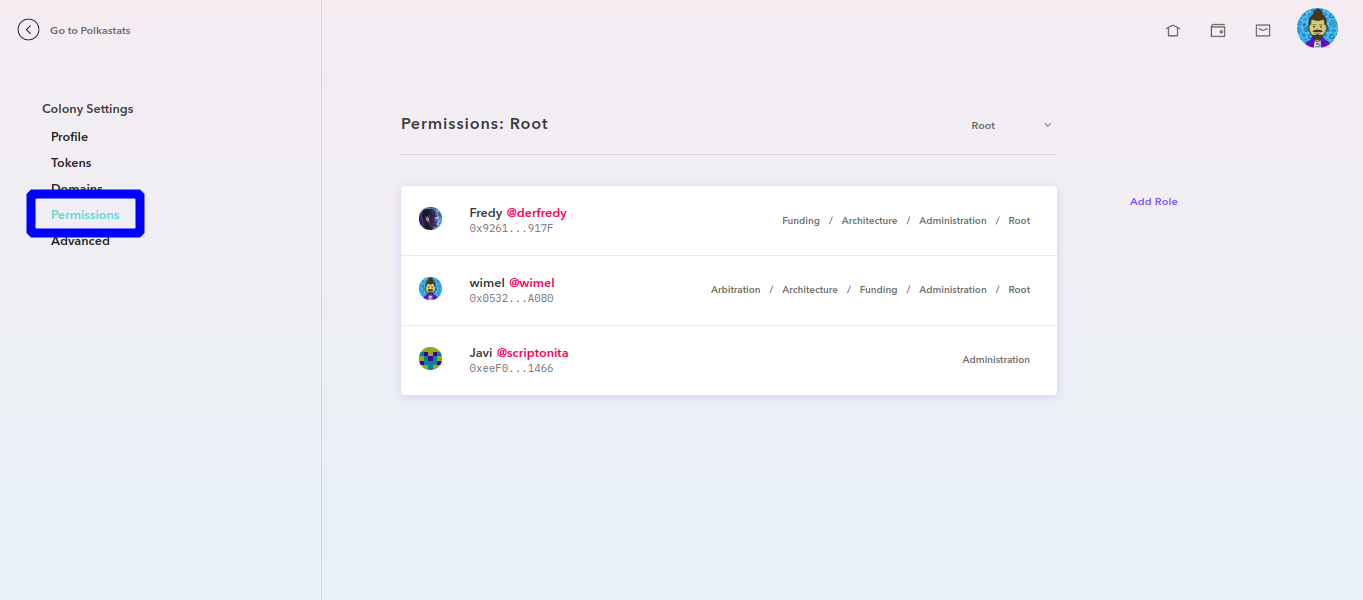 Go to Polkastats
Colony Settings
Profile
Tokens
Domains
Permissions
Advanced
Permissions: Root
Root
Fredy @derfredy
0x9261...917F
Funding / Architecture / Administration / Root
Add Role
wimel @wimel
0x0532...A080
Arbitration / Architecture / Funding / Administration / Root
Javi @scriptonita
0xeeF0...1466
Administration